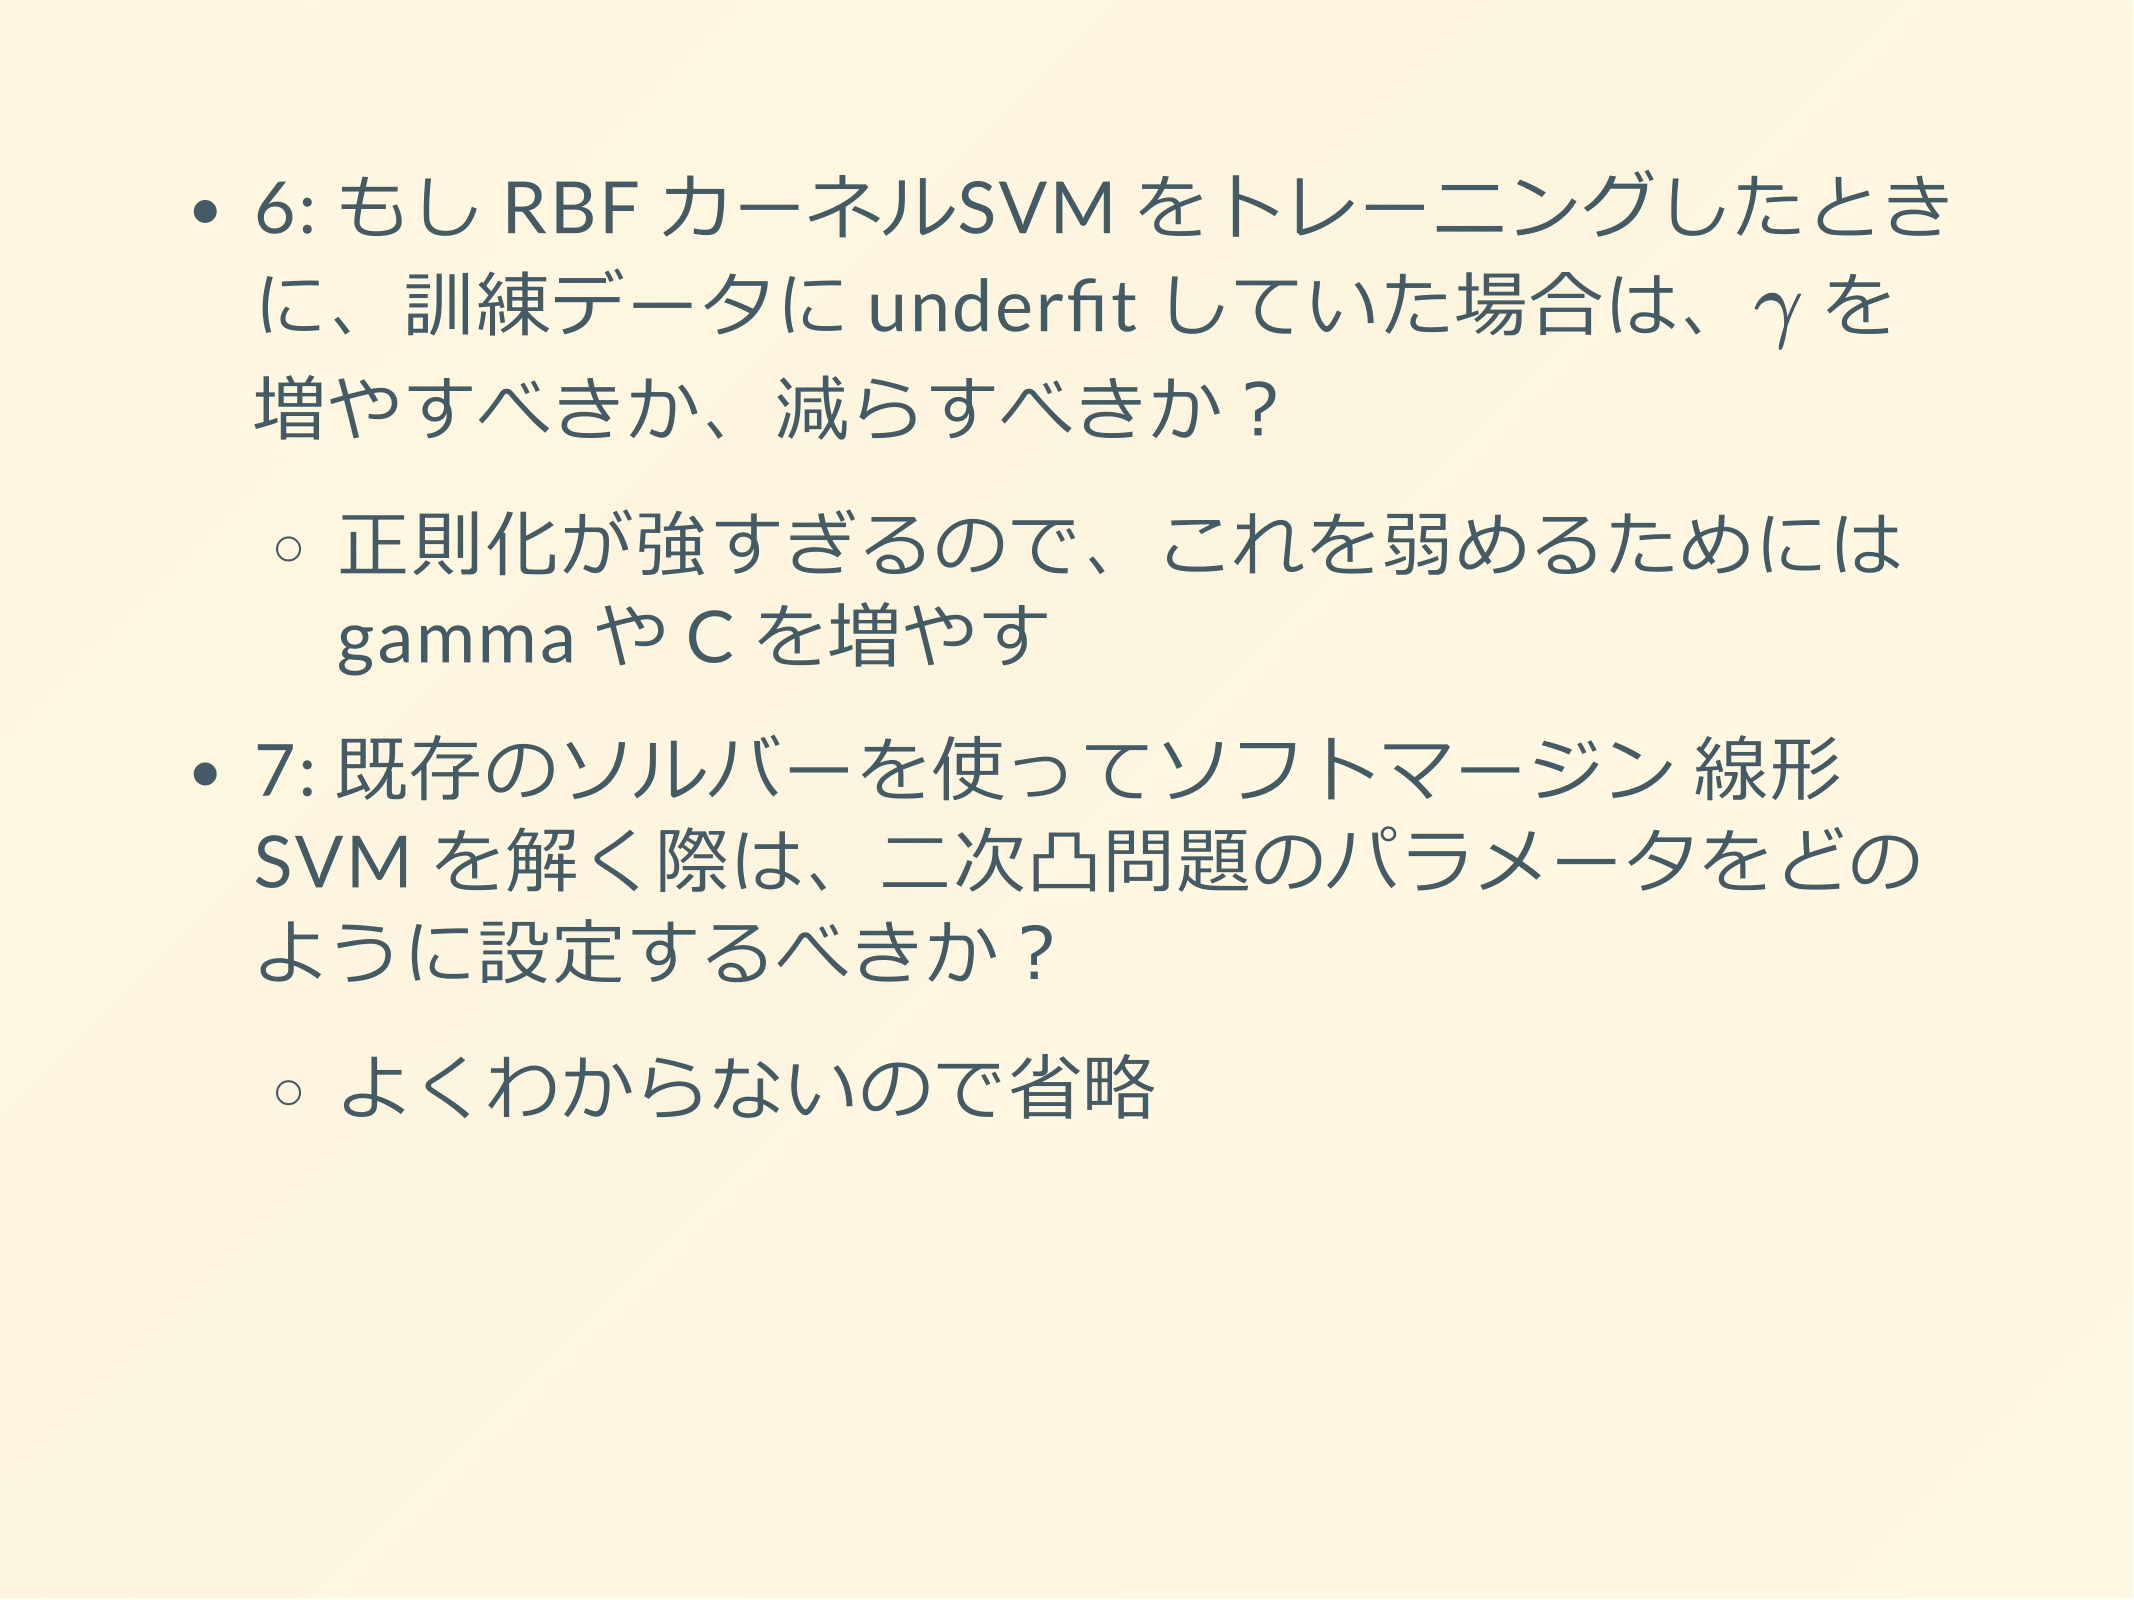 • 6: もし RBF カーネルSVM をトレーニングしたとき
に、訓練データに underfit していた場合は、γ を
増やすべきか、減らすべきか？
○ 正則化が強すぎるので、これを弱めるためには
gamma や C を増やす
• 7: 既存のソルバーを使ってソフトマージン 線形
SVM を解く際は、二次凸問題のパラメータをどの
ように設定するべきか？
○ よくわからないので省略